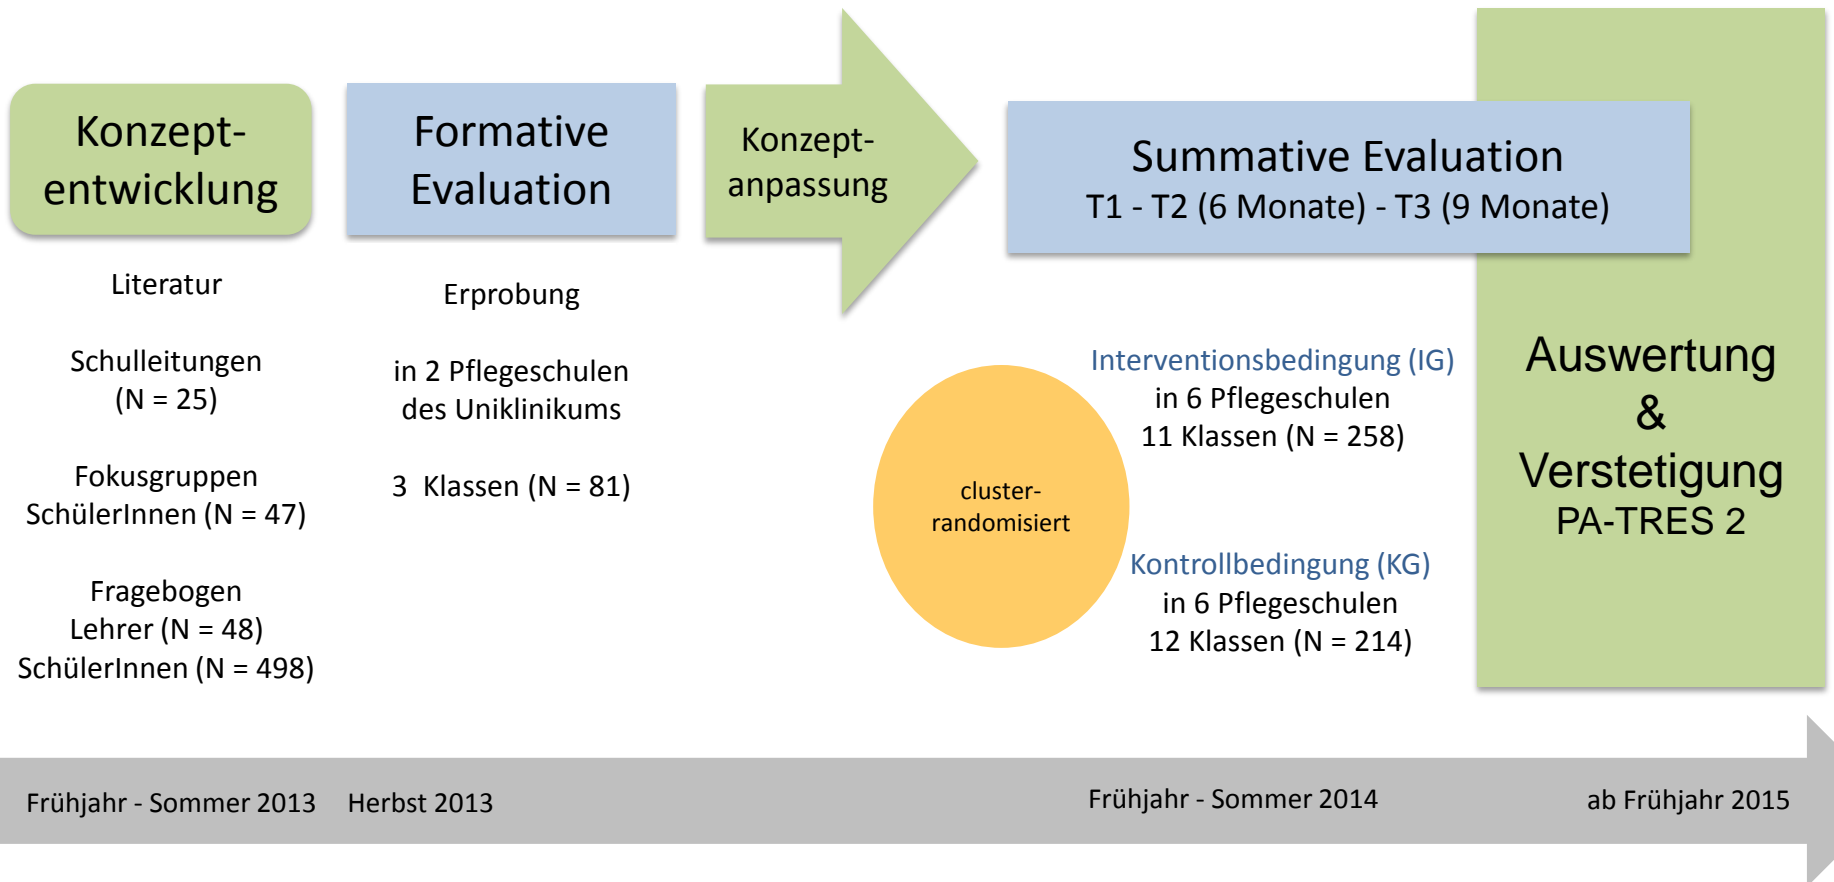 Konzept-
entwicklung
Literatur
Schulleitungen
(N = 25)
Fokusgruppen
SchülerInnen (N = 47)
Fragebogen
Lehrer (N = 48)
SchülerInnen (N = 498)
Formative
Evaluation
Erprobung
in 2 Pflegeschulen
des Uniklinikums
3 Klassen (N = 81)
Konzept-
anpassung
Summative Evaluation
T1 - T2 (6 Monate) - T3 (9 Monate)
cluster-
randomisiert
Interventionsbedingung (IG)
in 6 Pflegeschulen
11 Klassen (N = 258)
Kontrollbedingung (KG)
in 6 Pflegeschulen
12 Klassen (N = 214)
Auswertung
&
Verstetigung
PA-TRES 2
Frühjahr - Sommer 2013
Herbst 2013
Frühjahr - Sommer 2014
ab Frühjahr 2015